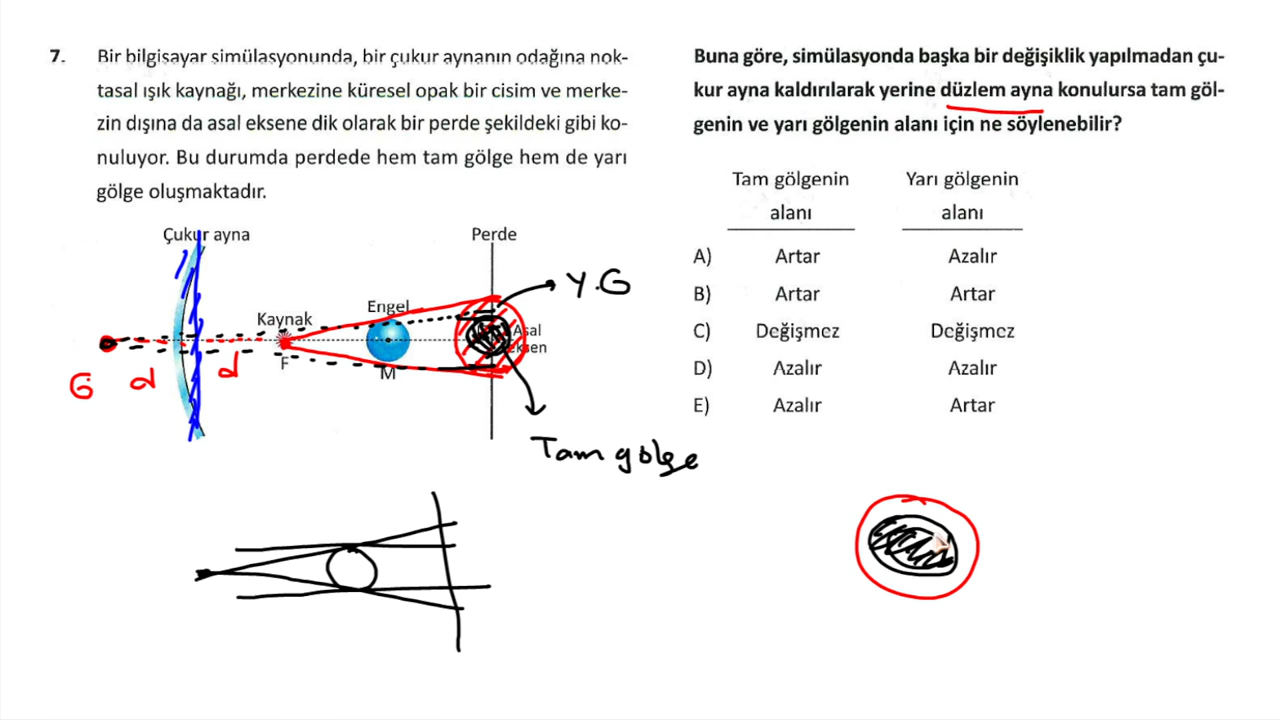 7. Bir bilgisayar simülasyonunda, bir çukur aynanın odağına nok-
tasal ışık kaynağı, merkezine küresel opak bir cisim ve merke-
zin dışına da asal eksene dik olarak bir perde şekildeki gibi ko-
nuluyor. Bu durumda perdede hem tam gölge hem de yarı
gölge oluşmaktadır.
Çukur ayna
Perde
Y.G
Engel
Kaynak
Asal
eksen
F
M
G
d
d
Tam gölge
Buna göre, simülasyonda başka bir değişiklik yapılmadan çu-
kur ayna kaldırılarak yerine düzlem ayna konulursa tam göl-
genin ve yarı gölgenin alanı için ne söylenebilir?
Tam gölgenin Yarı gölgenin
alanı alanı
A) Artar Azalır
B) Artar Artar
C) Değişmez Değişmez
D) Azalır Azalır
E) Azalır Artar